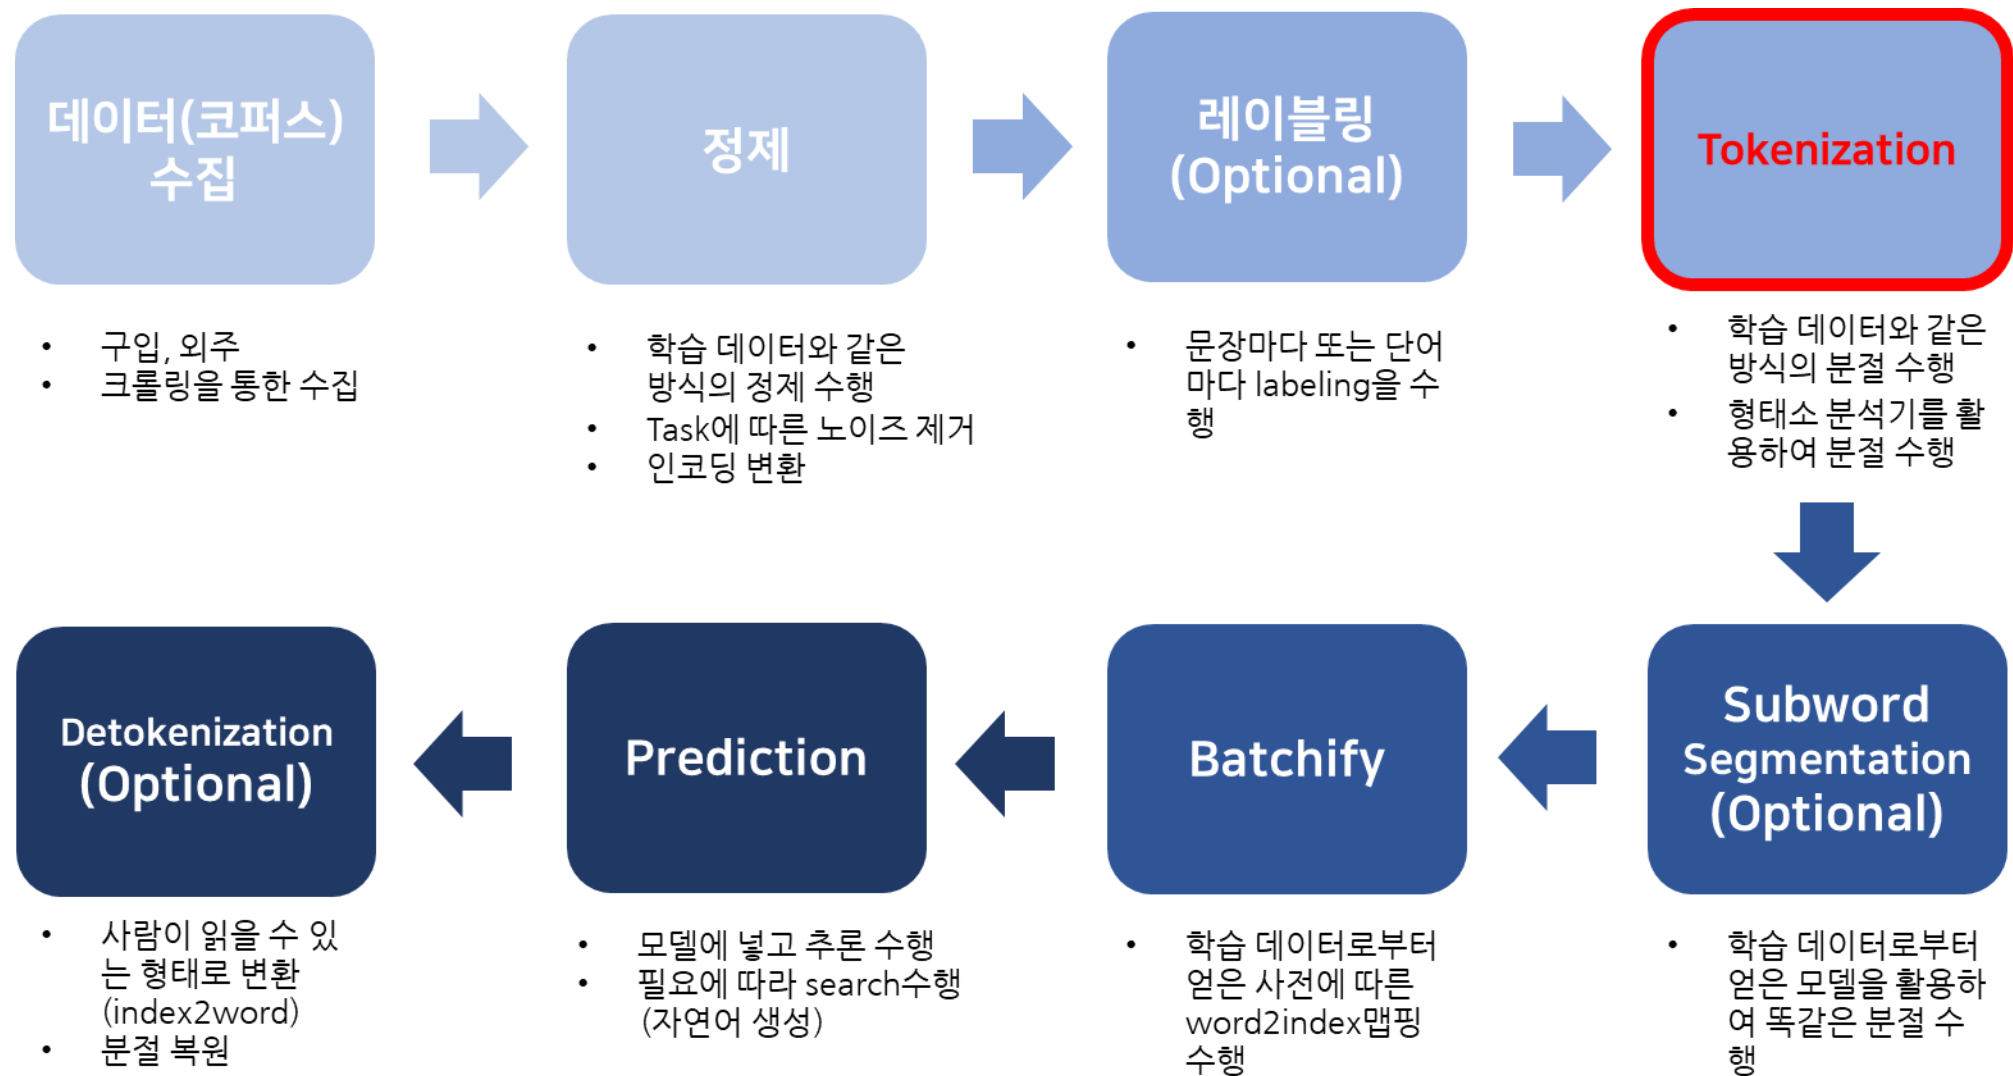 데이터(코퍼스)
수집
정제
레이블링
(Optional)
Tokenization
• 구입, 외주
• 크롤링을 통한 수집
• 학습 데이터와 같은
방식의 정제 수행
• Task에 따른 노이즈 제거
• 인코딩 변환
• 문장마다 또는 단어
마다 labeling을 수
행
• 학습 데이터와 같은
방식의 분절 수행
• 형태소 분석기를 활
용하여 분절 수행
Detokenization
(Optional)
Prediction
Batchify
Subword
Segmentation
(Optional)
• 사람이 읽을 수 있
는 형태로 변환
(index2word)
• 분절 복원
• 모델에 넣고 추론 수행
• 필요에 따라 search수행
(자연어 생성)
• 학습 데이터로부터
얻은 사전에 따른
word2index맵핑
수행
• 학습 데이터로부터
얻은 모델을 활용하
여 똑같은 분절 수
행